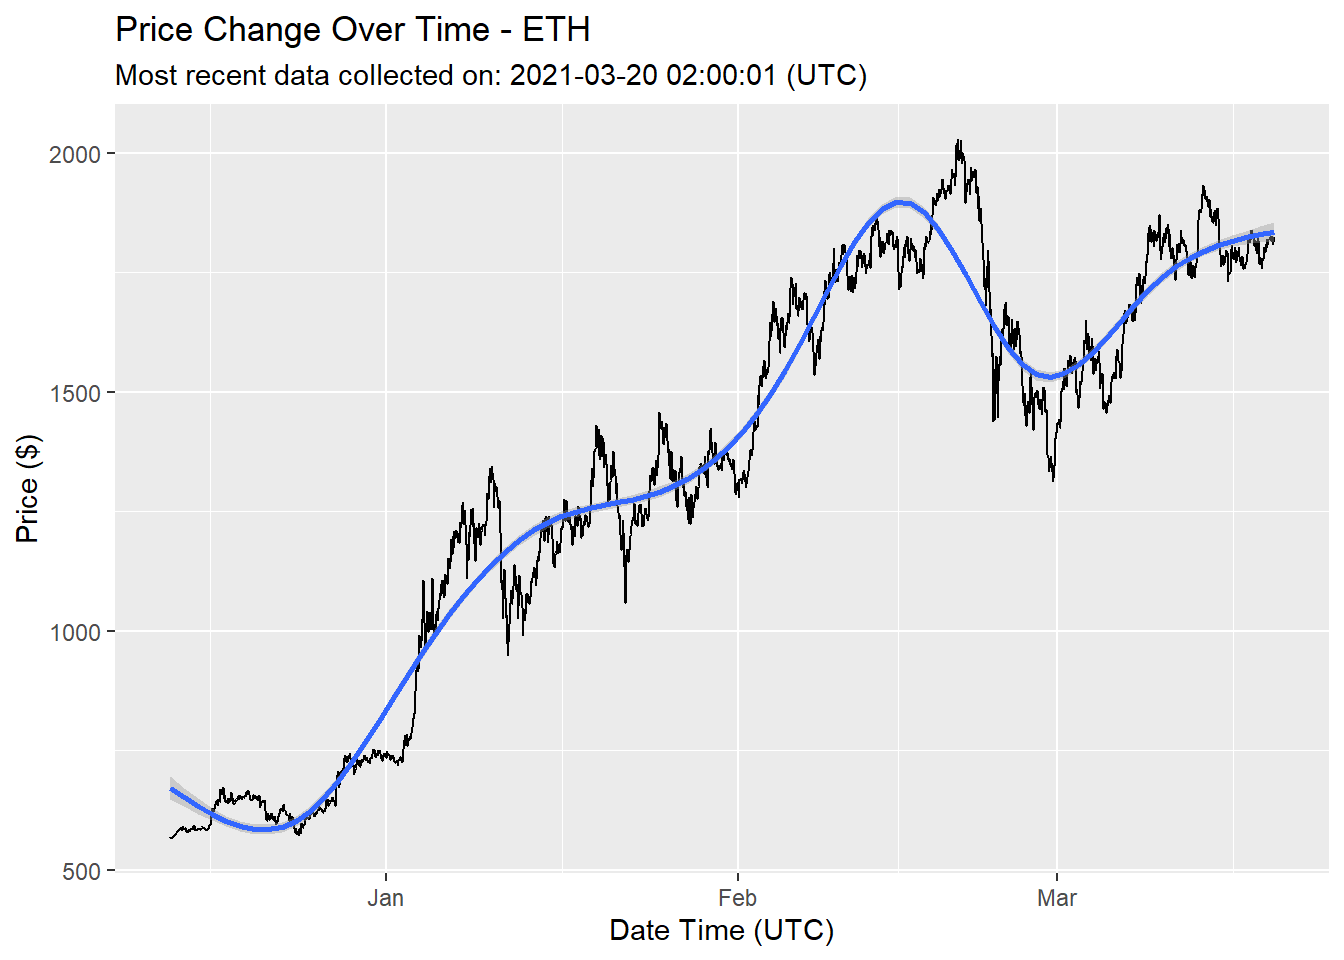 Price Change Over Time - ETH
Most recent data collected on: 2021-03-20 02:00:01 (UTC)
2000
1500
1000
500
Price ($)
Jan Feb Mar
Date Time (UTC)